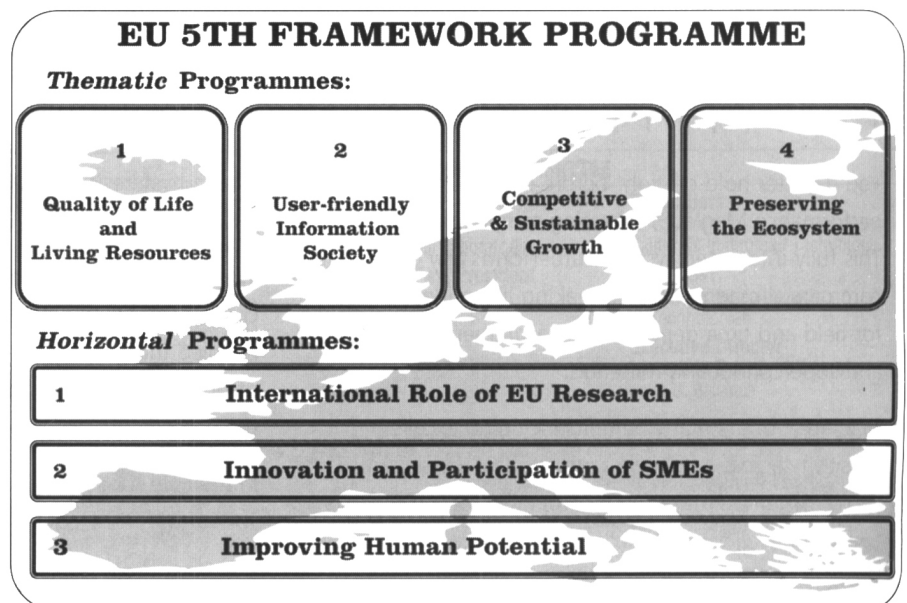 EU 5TH FRAMEWORK PROGRAMME
Thematic Programmes:
1
Quality of Life
and
Living Resources
2
User-friendly
Information
Society
3
Competitive
& Sustainable
Growth
4
Preserving
the Ecosystem
Horizontal Programmes:
1 International Role of EU Research
2 Innovation and Participation of SMEs
3 Improving Human Potential